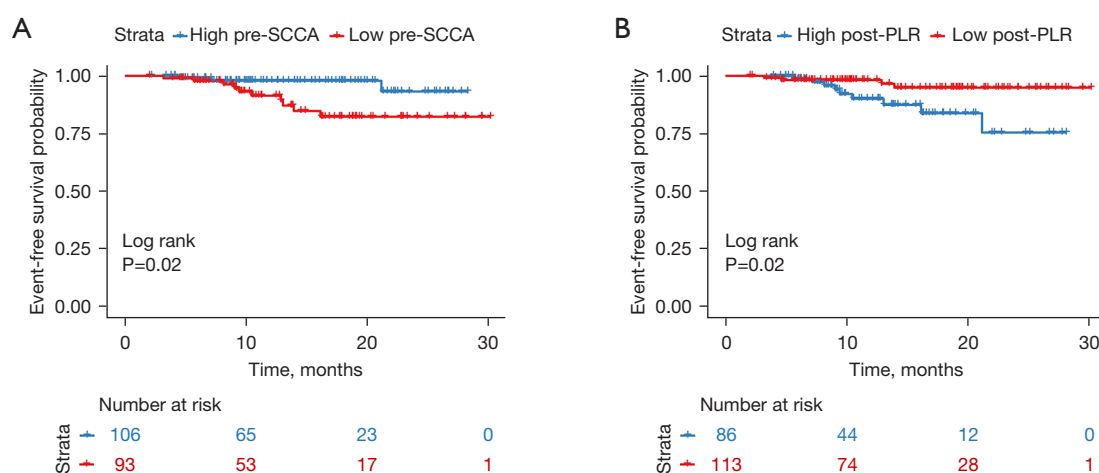 A
Strata High pre-SCCA Low pre-SCCA
Event-free survival probability
1.00
0.75
0.50
0.25
0.00
Log rank
P=0.02
0 10 20 30
Time, months
Number at risk
Strata
106 65 23 0
93 53 17 1
B
Strata High post-PLR Low post-PLR
Event-free survival probability
1.00
0.75
0.50
0.25
0.00
Log rank
P=0.02
0 10 20 30
Time, months
Number at risk
Strata
86 44 12 0
113 74 28 1